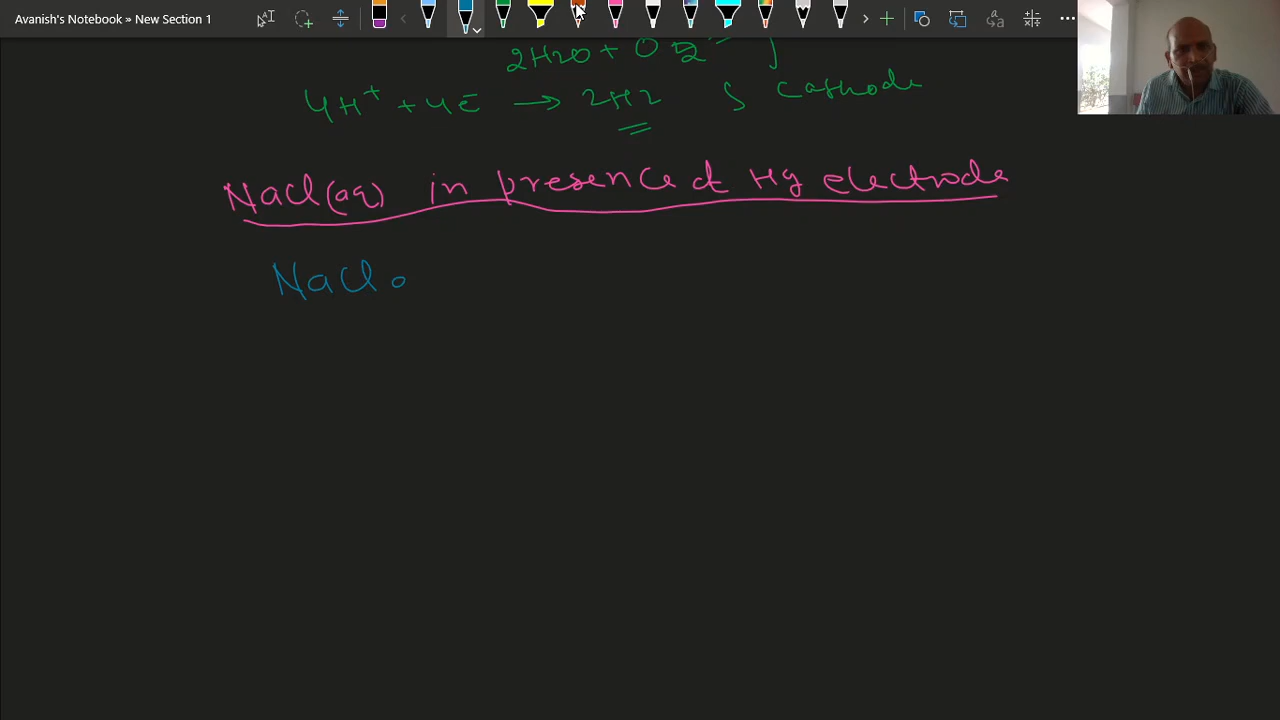 Avanish's Notebook » New Section 1
2H2O + O2
4H+ + 4e → 2H2 } cathode
NaCl(aq) in presence of Hg electrode
NaCl